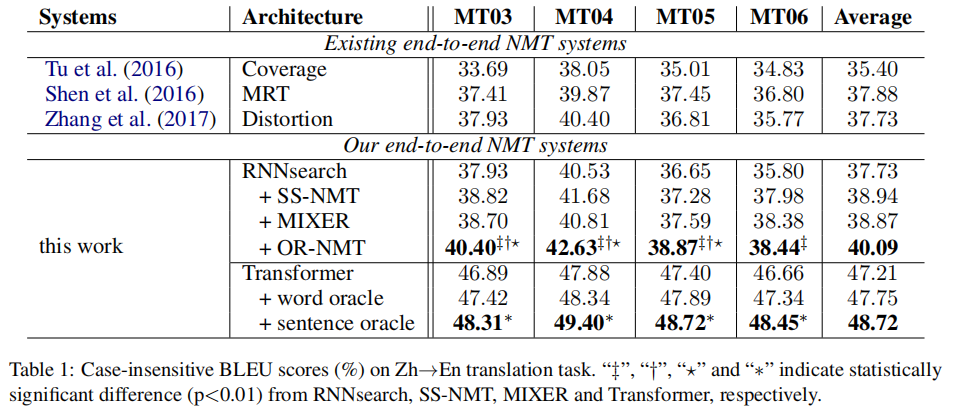 Systems Architecture MT03 MT04 MT05 MT06 Average
Existing end-to-end NMT systems
Tu et al. (2016) Coverage 33.69 38.05 35.01 34.83 35.40
Shen et al. (2016) MRT 37.41 39.87 37.45 36.80 37.88
Zhang et al. (2017) Distortion 37.93 40.40 36.81 35.77 37.73
Our end-to-end NMT systems
this work RNNsearch 37.93 40.53 36.65 35.80 37.73
+ SS-NMT 38.82 41.68 37.28 37.98 38.94
+ MIXER 38.70 40.81 37.59 38.38 38.87
+ OR-NMT 40.40‡†⋆ 42.63‡†⋆ 38.87‡†⋆ 38.44‡ 40.09
Transformer 46.89 47.88 47.40 46.66 47.21
+ word oracle 47.42 48.34 47.89 47.34 47.75
+ sentence oracle 48.31* 49.40* 48.72* 48.45* 48.72
Table 1: Case-insensitive BLEU scores (%) on Zh→En translation task. “‡”, “†”, “⋆” and “∗” indicate statistically
significant difference (p<0.01) from RNNsearch, SS-NMT, MIXER and Transformer, respectively.